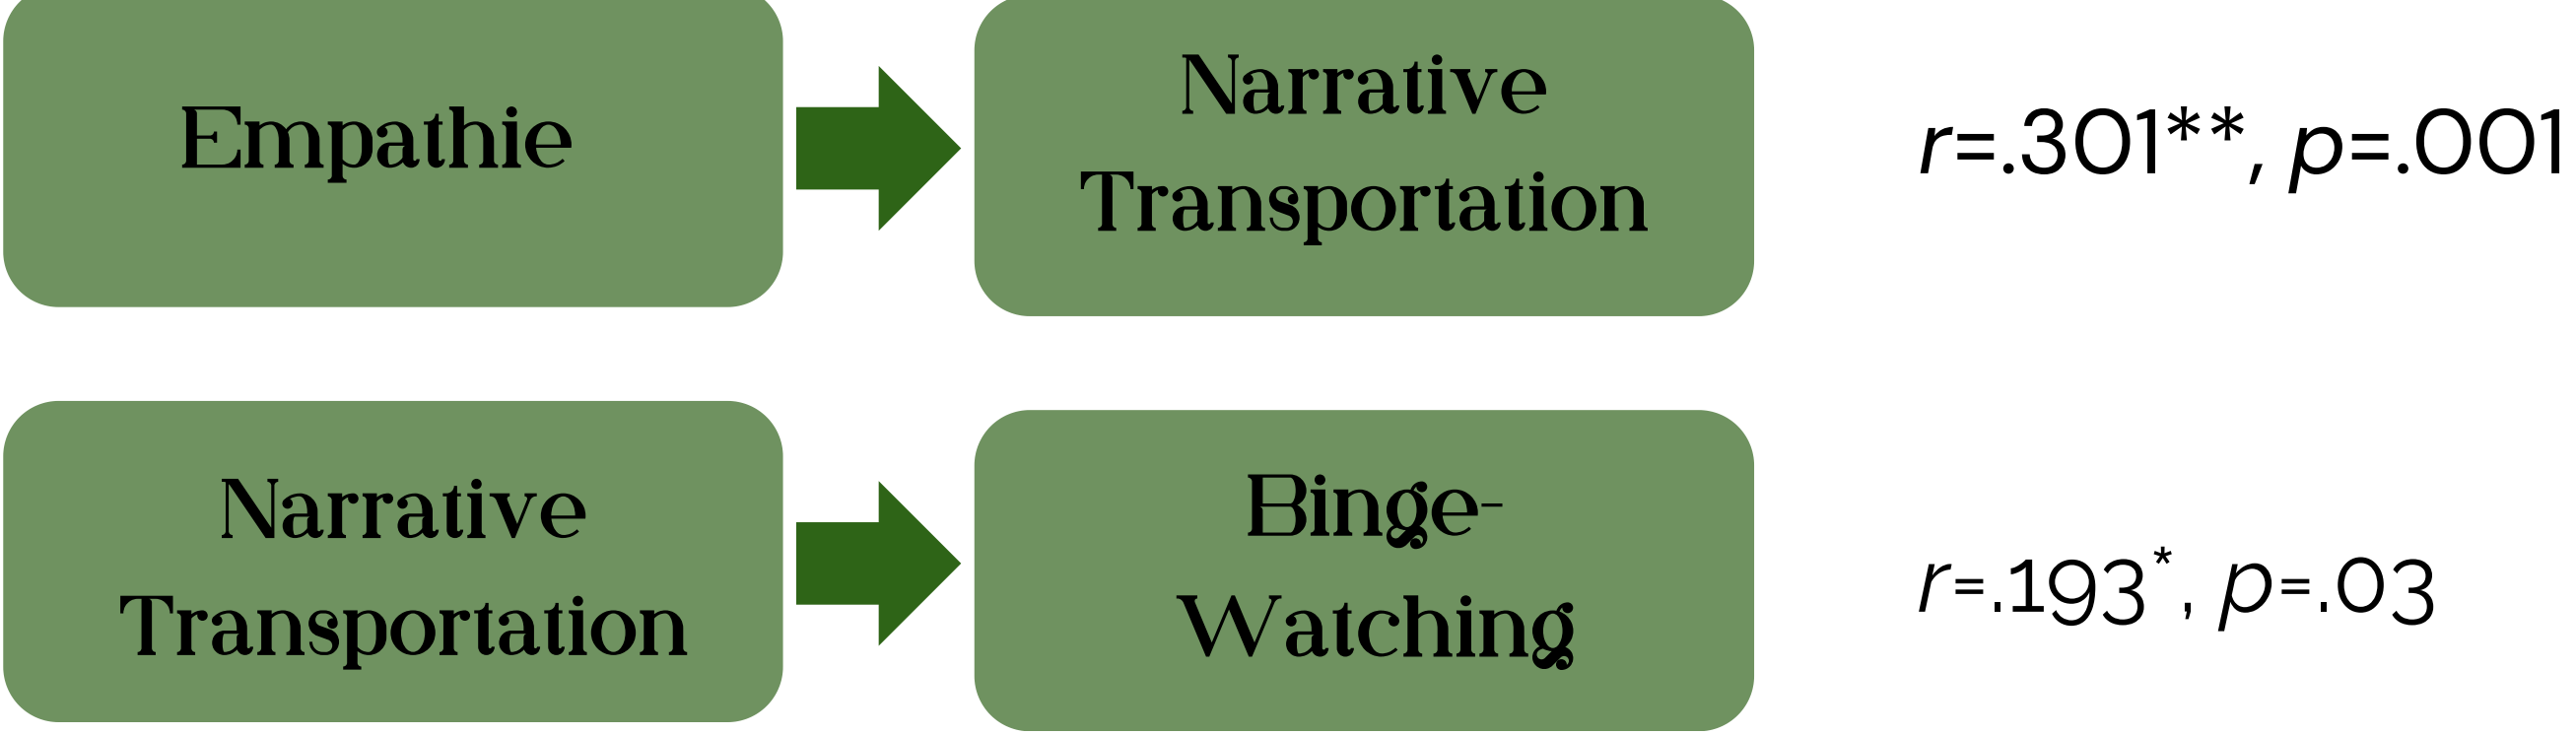 Empathie
Narrative
Transportation
r=.301**, p=.001
Narrative
Transportation
Binge-
Watching
r=.193*, p=.03